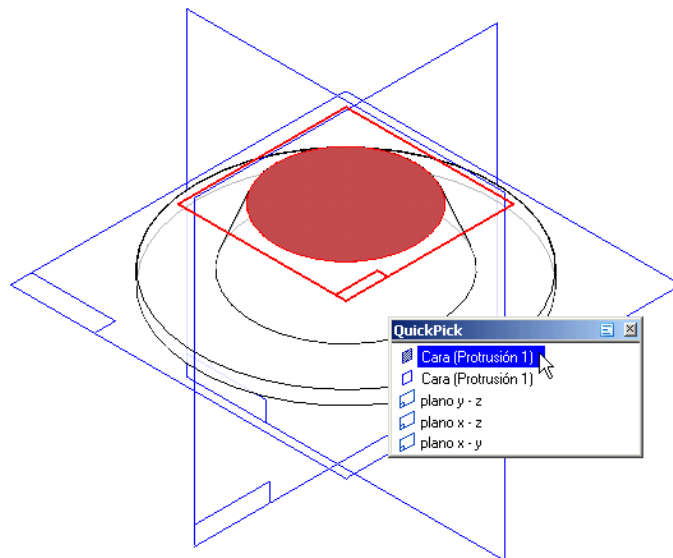 QuickPick
Cara (Protrusión 1)
Cara (Protrusión 1)
plano y - z
plano x - z
plano x - y